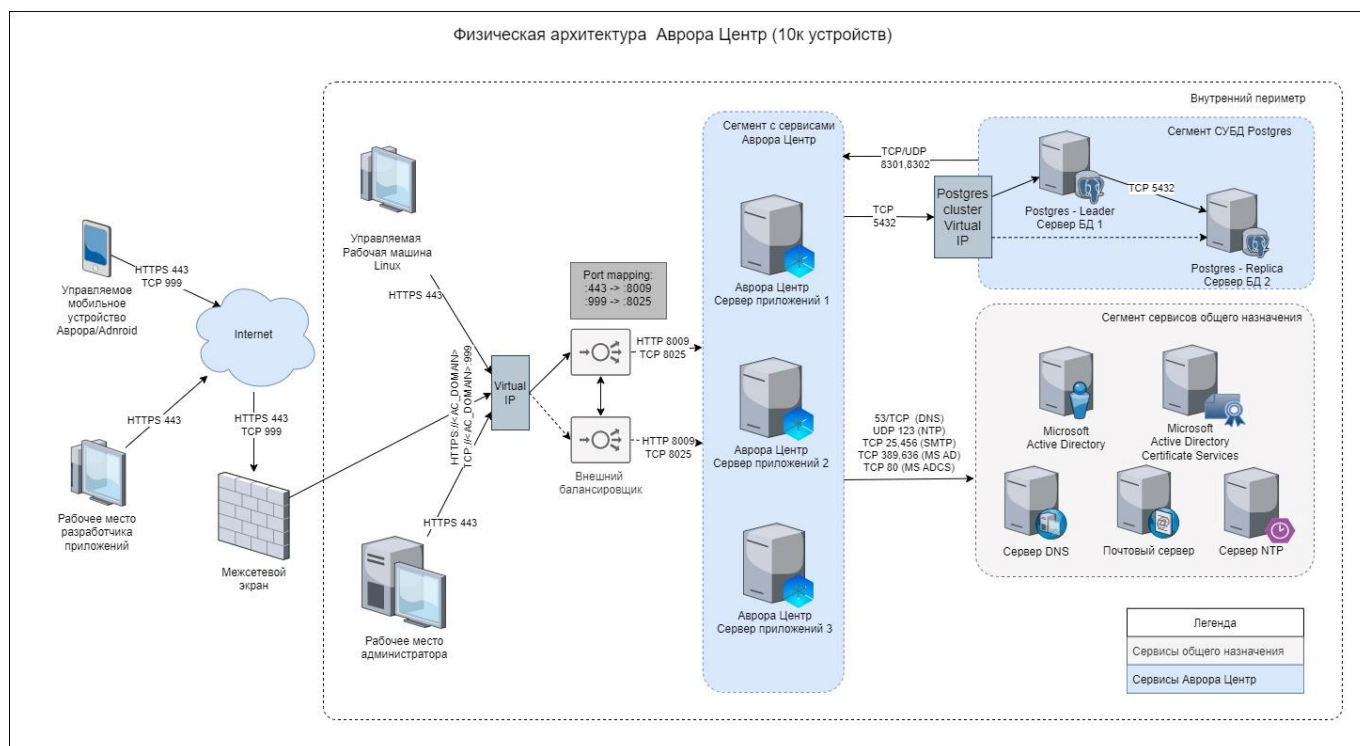 Физическая архитектура Аврора Центр (10к устройств)
Внутренний периметр
Управляемое
мобильное
устройство
Аврора/Adnroid
HTTPS 443
TCP 999
Internet
HTTPS 443
Рабочее место
разработчика
приложений
HTTPS 443
TCP 999
Межсетевой
экран
Управляемая
Рабочая машина
Linux
HTTPS 443
HTTPS://<AC_DOMAIN>
TCP://<AC_DOMAIN>:999
HTTPS 443
Рабочее место
администратора
Virtual
IP
Port mapping:
:443 -> :8009
:999 -> :8025
HTTP 8009
TCP 8025
HTTP 8009
TCP 8025
Внешний
балансировщик
Сегмент с сервисами
Аврора Центр
Аврора Центр
Сервер приложений 1
Аврора Центр
Сервер приложений 2
Аврора Центр
Сервер приложений 3
TCP/UDP
8301,8302
TCP
5432
Postgres
cluster
Virtual
IP
Сегмент СУБД Postgres
Postgres - Leader
Сервер БД 1
TCP 5432
Postgres - Replica
Сервер БД 2
53/TCP (DNS)
UDP 123 (NTP)
TCP 25,456 (SMTP)
TCP 389,636 (MS AD)
TCP 80 (MS ADCS)
Сегмент сервисов общего назначения
Microsoft
Active Directory
Microsoft
Active Directory
Certificate Services
Сервер DNS
Почтовый сервер
Сервер NTP
Легенда
Сервисы общего назначения
Сервисы Аврора Центр